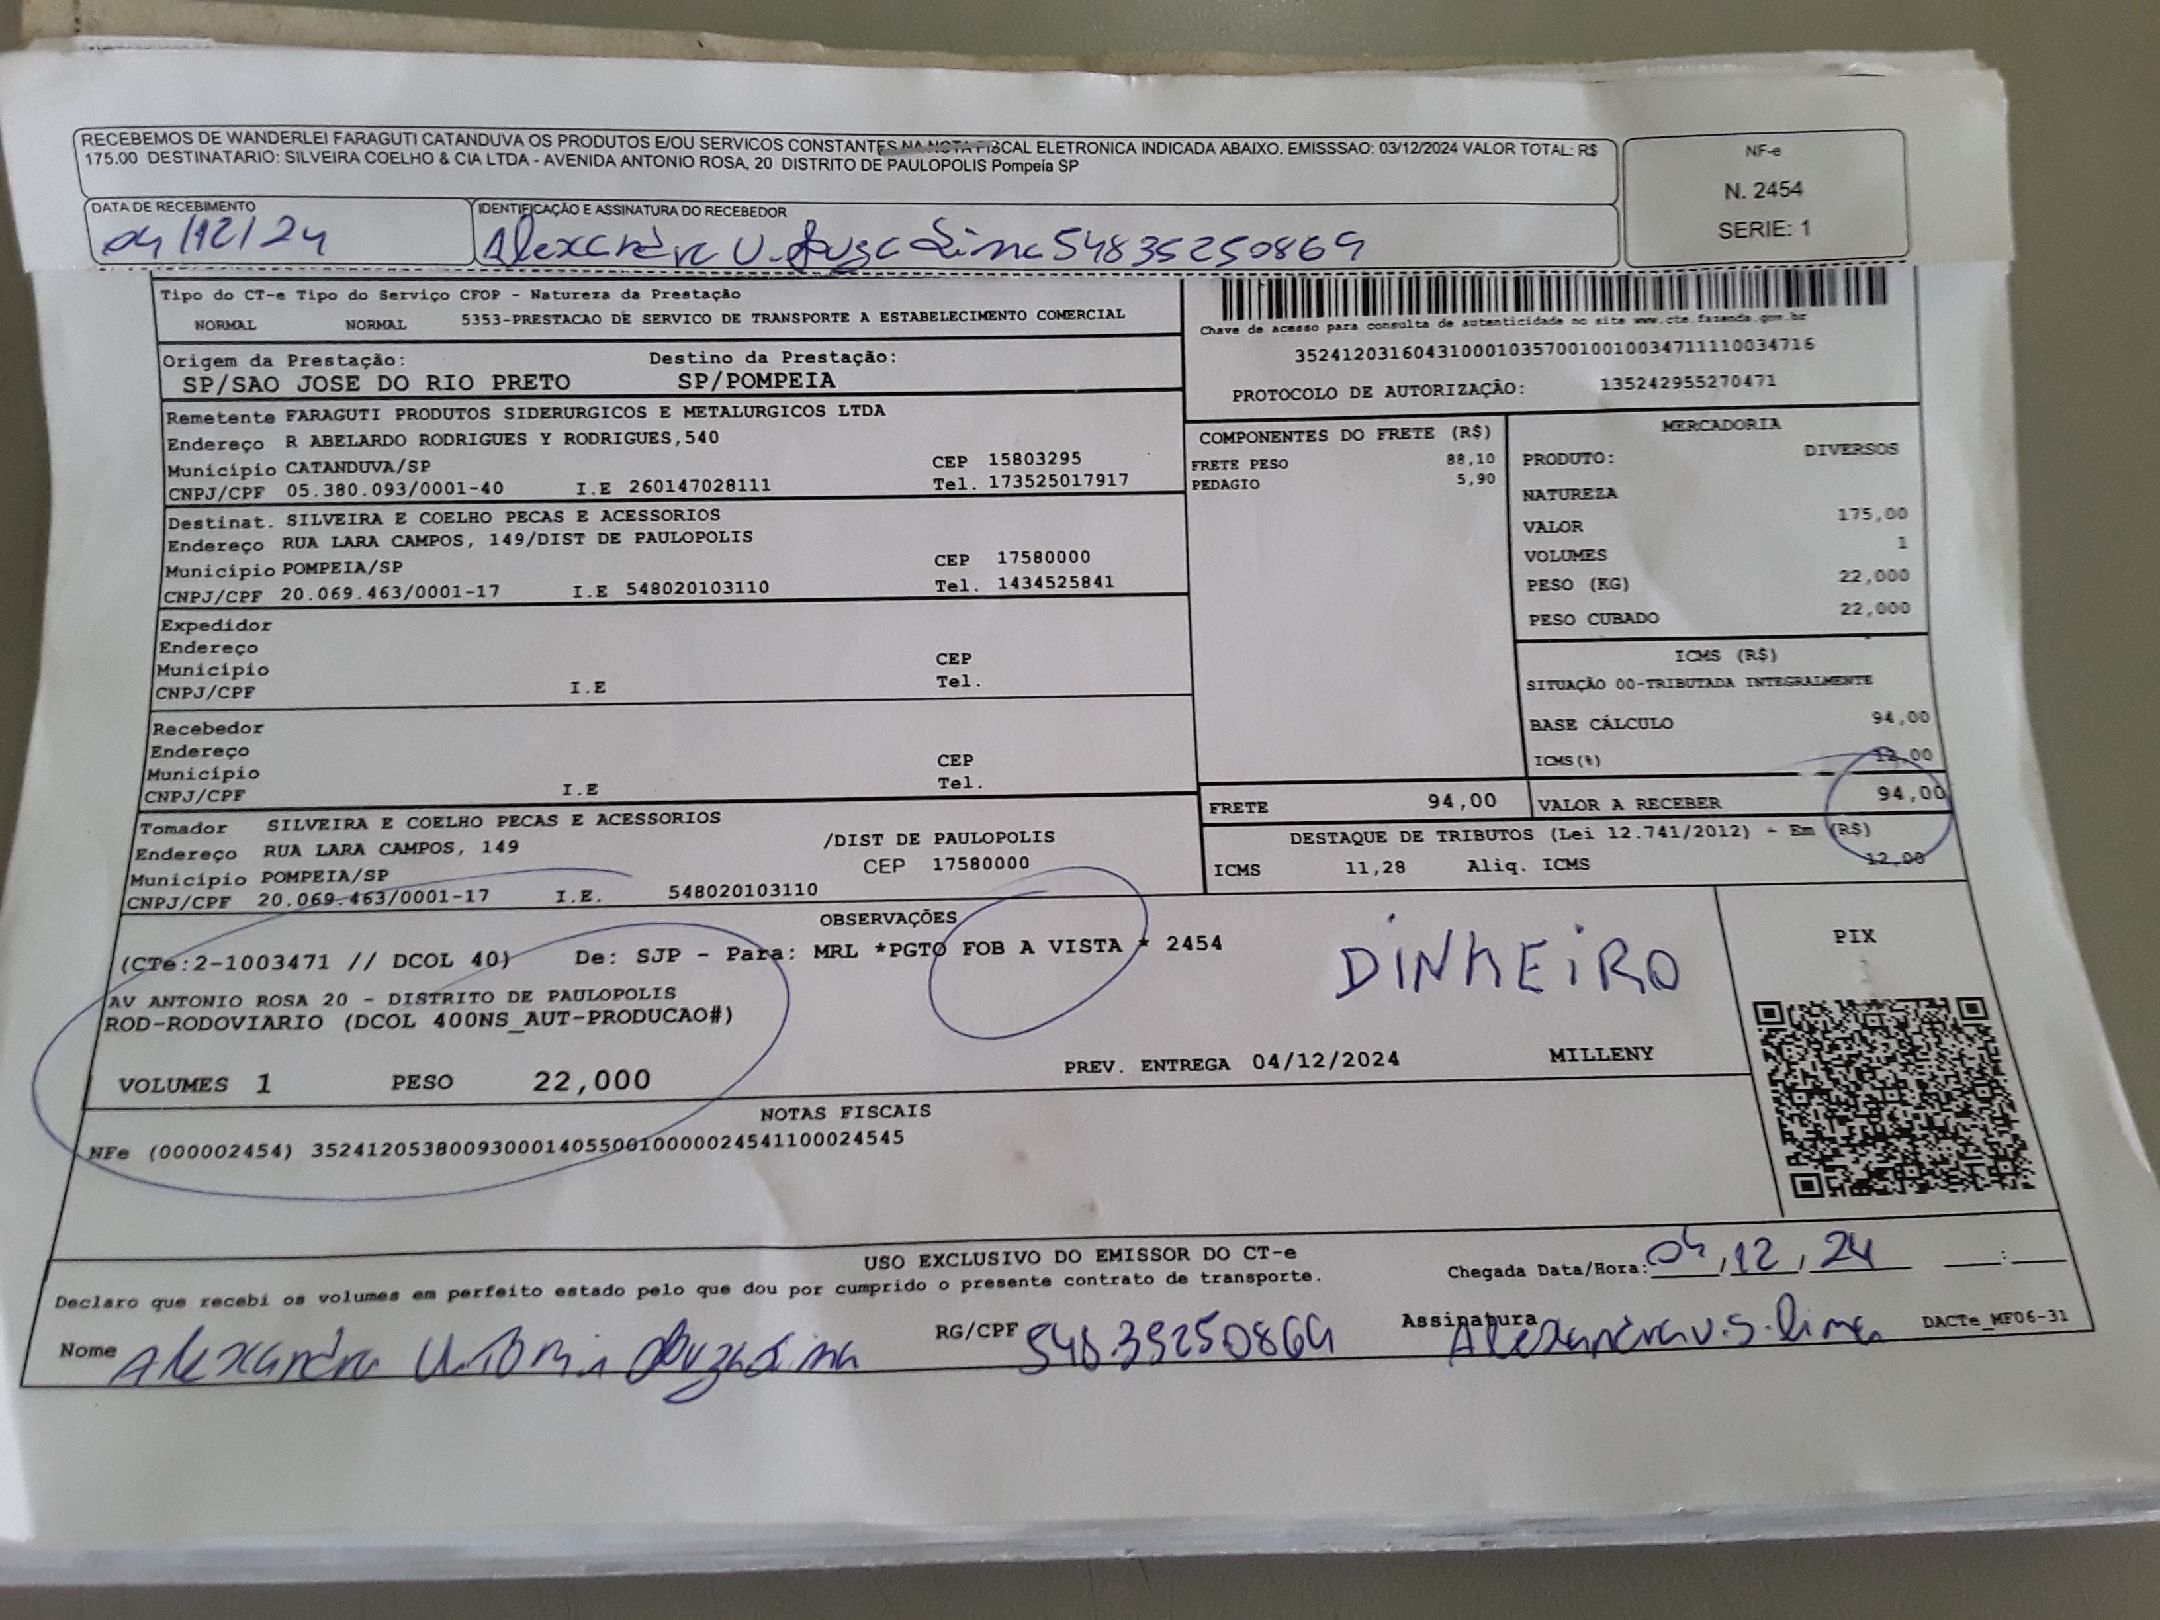 RECEBEMOS DE WANDERLEI FARAGUTI CATANDUVA OS PRODUTOS E/OU SERVICOS CONSTANTES NA NOTA FISCAL ELETRONICA INDICADA ABAIXO. EMISSSAO: 03/12/2024 VALOR TOTAL: R$
175.00 DESTINATARIO: SILVEIRA COELHO & CIA LTDA - AVENIDA ANTONIO ROSA, 20 DISTRITO DE PAULOPOLIS Pompeia SP
NF-e
N. 2454
SERIE: 1
DATA DE RECEBIMENTO
04/12/24
IDENTIFICAÇÃO E ASSINATURA DO RECEBEDOR
Alexandra V. Lima 54835250869
Tipo do CT-e Tipo do Serviço CFOP - Natureza da Prestação
NORMAL NORMAL 5353-PRESTACAO DE SERVICO DE TRANSPORTE A ESTABELECIMENTO COMERCIAL
Origem da Prestação: Destino da Prestação:
SP/SAO JOSE DO RIO PRETO SP/POMPEIA
Chave de acesso para consulta de autenticidade no site www.cte.fazenda.gov.br
35241203160431000103570010010034711110034716
PROTOCOLO DE AUTORIZAÇÃO: 135242955270471
Remetente FARAGUTI PRODUTOS SIDERURGICOS E METALURGICOS LTDA
Endereço R ABELARDO RODRIGUES Y RODRIGUES,540
Município CATANDUVA/SP CEP 15803295
CNPJ/CPF 05.380.093/0001-40 I.E 260147028111 Tel. 173525017917
Destinat. SILVEIRA E COELHO PECAS E ACESSORIOS
Endereço RUA LARA CAMPOS, 149/DIST DE PAULOPOLIS
Município POMPEIA/SP CEP 17580000
CNPJ/CPF 20.069.463/0001-17 I.E 548020103110 Tel. 1434525841
Expedidor
Endereço
Município CEP
CNPJ/CPF I.E Tel.
Recebedor
Endereço
Município CEP
CNPJ/CPF I.E Tel.
Tomador SILVEIRA E COELHO PECAS E ACESSORIOS
Endereço RUA LARA CAMPOS, 149 /DIST DE PAULOPOLIS
Município POMPEIA/SP CEP 17580000
CNPJ/CPF 20.069.463/0001-17 I.E. 548020103110
COMPONENTES DO FRETE (R$)
FRETE PESO 88,10
PEDAGIO 5,90
MERCADORIA
PRODUTO: DIVERSOS
NATUREZA
VALOR 175,00
VOLUMES 1
PESO (KG) 22,000
PESO CUBADO 22,000
ICMS (R$)
SITUAÇÃO 00-TRIBUTADA INTEGRALMENTE
BASE CÁLCULO 94,00
ICMS(%) 12,00
FRETE 94,00 VALOR A RECEBER 94,00
DESTAQUE DE TRIBUTOS (Lei 12.741/2012) - Em (R$)
ICMS 11,28 Aliq. ICMS 12,00
OBSERVAÇÕES
(CTe:2-1003471 // DCOL 40) De: SJP - Para: MRL *PGTO FOB A VISTA * 2454
AV ANTONIO ROSA 20 - DISTRITO DE PAULOPOLIS
ROD-RODOVIARIO (DCOL 400NS_AUT-PRODUCAO#)
DINHEIRO
VOLUMES 1 PESO 22,000 PREV. ENTREGA 04/12/2024 MILLENY
PIX
NOTAS FISCAIS
NFe (000002454) 35241205380093000140550010000024541100024545
USO EXCLUSIVO DO EMISSOR DO CT-e
Declaro que recebi os volumes em perfeito estado pelo que dou por cumprido o presente contrato de transporte.
Chegada Data/Hora: 04, 12, 24 :
Nome Alexandra Lima RG/CPF 548.35250869 Assinatura Alexandra V. S. Lima DACTe_MF06-31